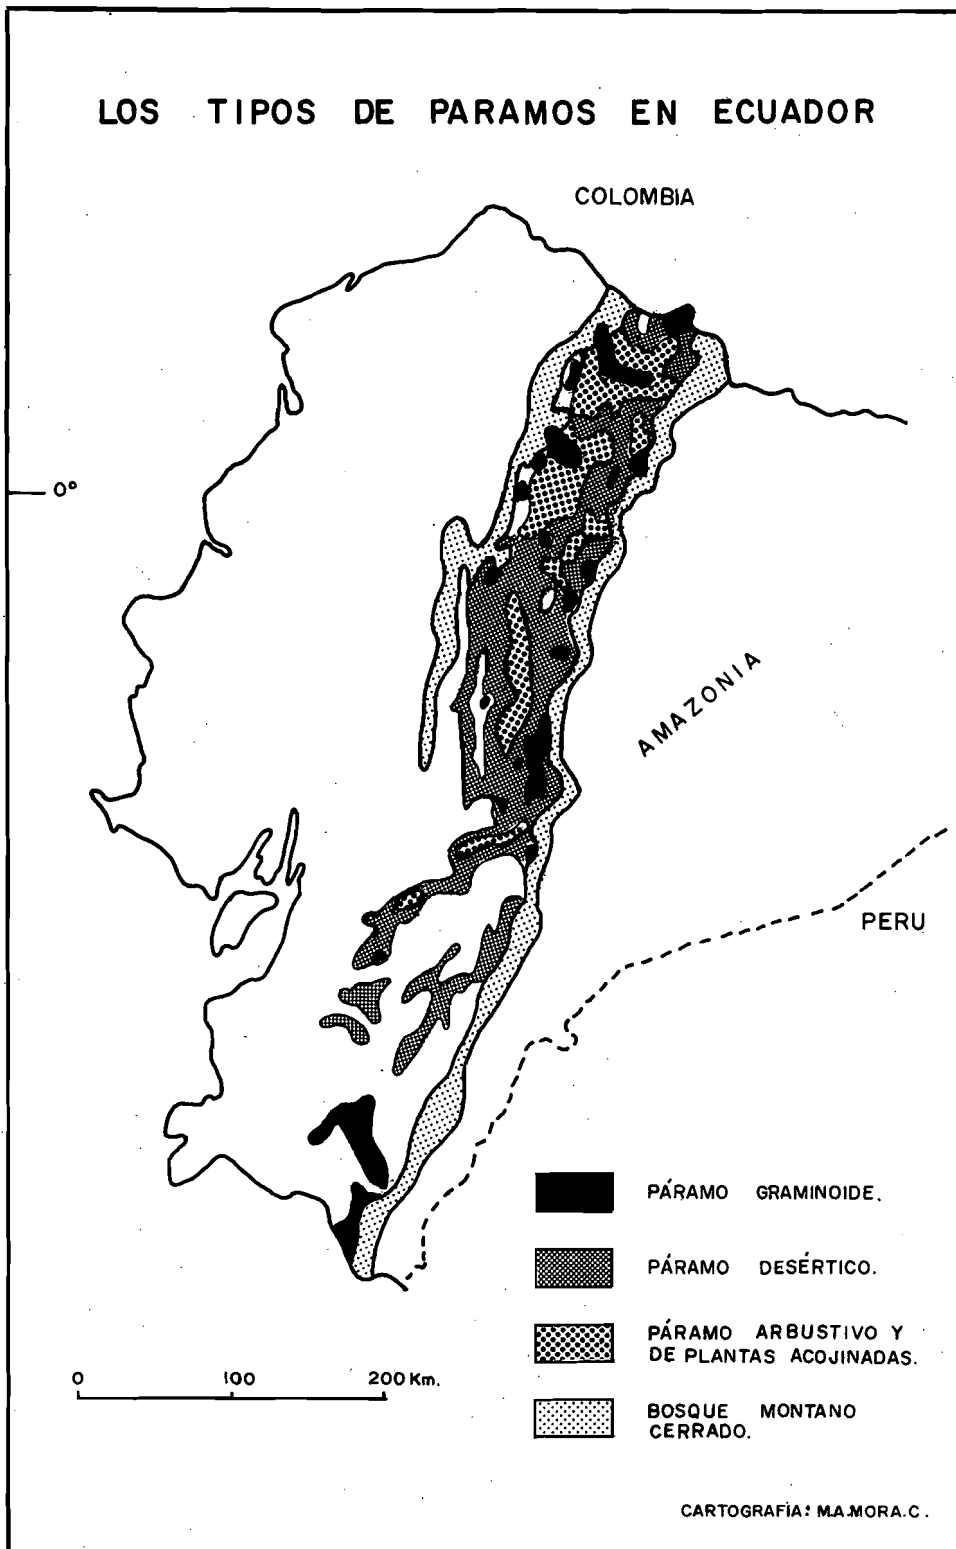 LOS TIPOS DE PARAMOS EN ECUADOR
COLOMBIA
0°
AMAZONIA
PERU
PÁRAMO GRAMINOIDE.
PÁRAMO DESÉRTICO.
PÁRAMO ARBUSTIVO Y
DE PLANTAS ACOJINADAS.
BOSQUE MONTANO
CERRADO.
0 100 200 Km.
CARTOGRAFÍA: M.A.MORA.C.